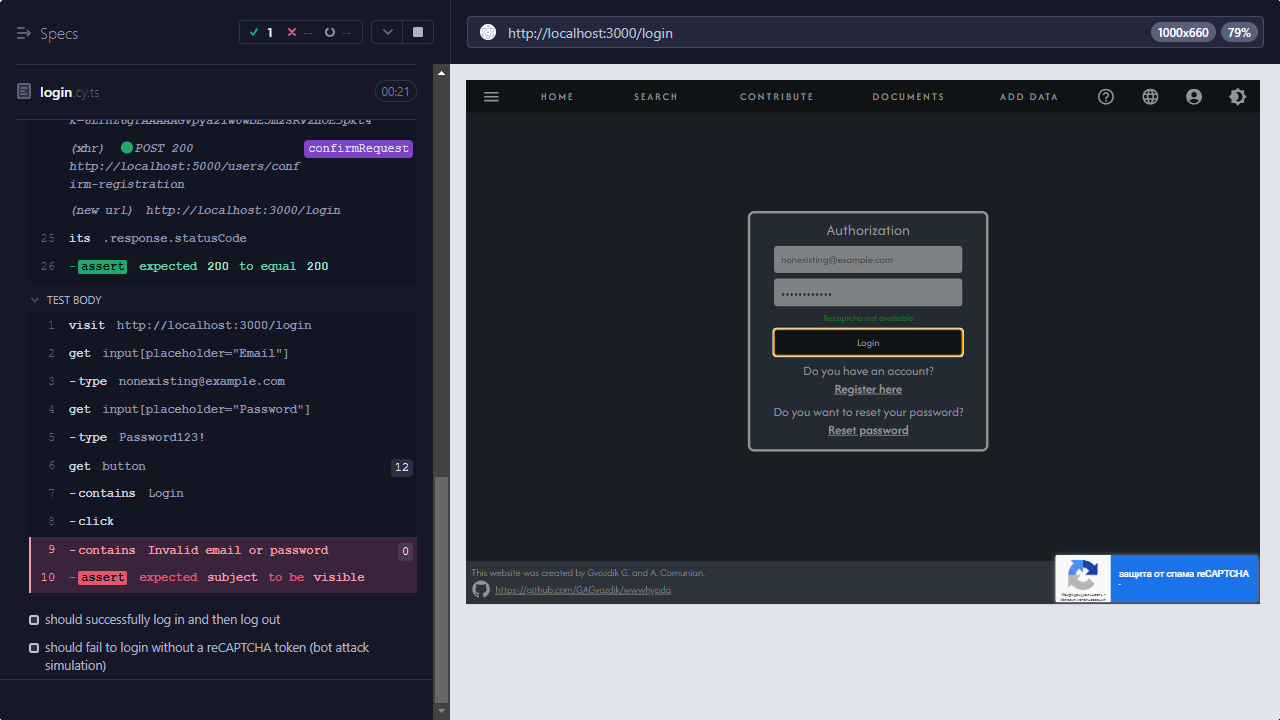 Specs
1
--
--
http://localhost:3000/login
1000x660
79%
login.cy.ts
00:21
(xhr) POST 200
http://localhost:5000/users/conf
irm-registration
confirmRequest
(new url) http://localhost:3000/login
25 its .response.statusCode
26 -assert expected 200 to equal 200
TEST BODY
1 visit http://localhost:3000/login
2 get input[placeholder="Email"]
3 -type nonexisting@example.com
4 get input[placeholder="Password"]
5 -type Password123!
6 get button 12
7 -contains Login
8 -click
9 -contains Invalid email or password 0
10 -assert expected subject to be visible
should successfully log in and then log out
should fail to login without a reCAPTCHA token (bot attack
simulation)
HOME SEARCH CONTRIBUTE DOCUMENTS ADD DATA
Authorization
nonexisting@example.com
••••••••••••
Recaptcha not available
Login
Do you have an account?
Register here
Do you want to reset your password?
Reset password
This website was created by Gvozdik G. and A. Comunian.
https://github.com/GAGvozdik/wwwhypda
защита от спама reCAPTCHA
Конфиденциальность -
Условия использования